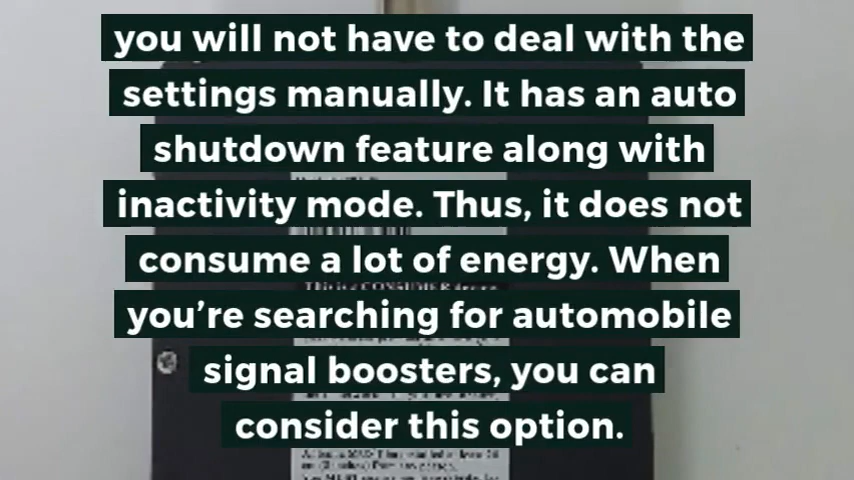 you will not have to deal with the
settings manually. It has an auto
shutdown feature along with
inactivity mode. Thus, it does not
consume a lot of energy. When
you’re searching for automobile
signal boosters, you can
consider this option.